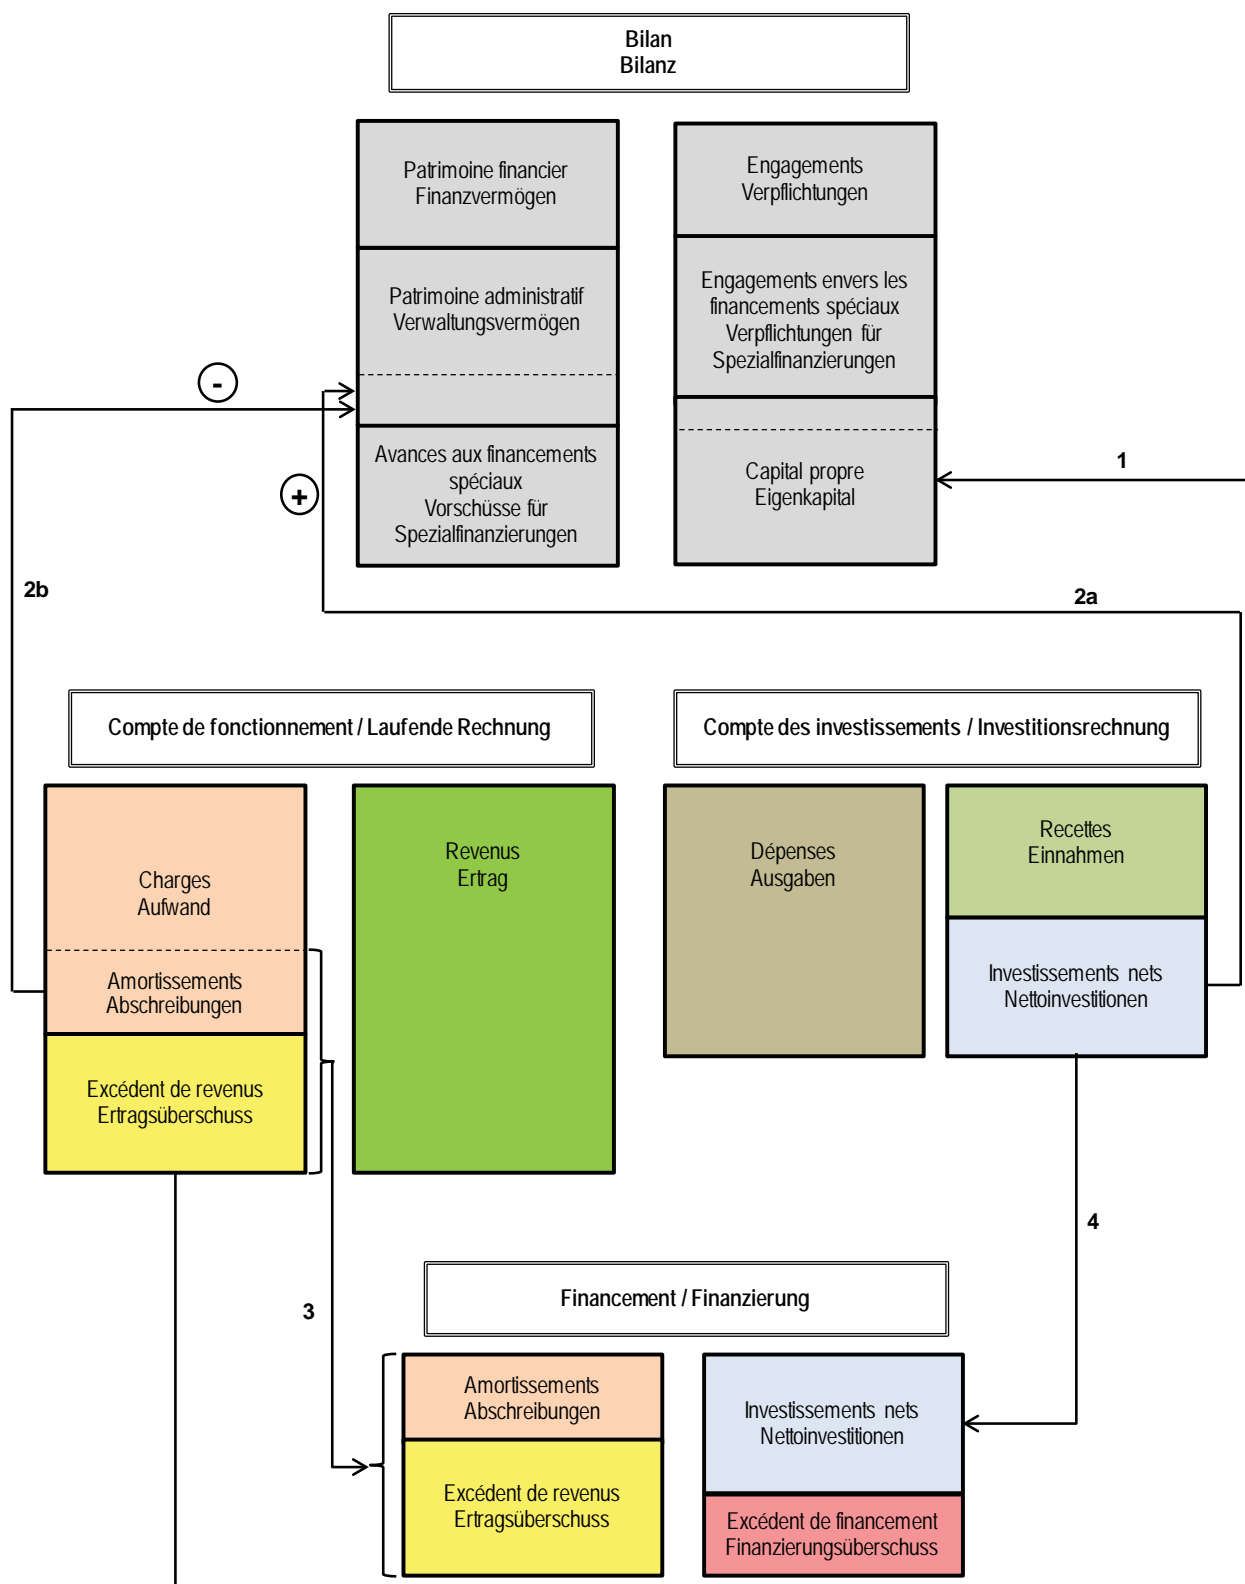 Bilan
Bilanz
Patrimoine financier
Finanzvermögen
Engagements
Verpflichtungen
Patrimoine administratif
Verwaltungsvermögen
Engagements envers les
financements spéciaux
Verpflichtungen für
Spezialfinanzierungen
-
+
Avances aux financements
spéciaux
Vorschüsse für
Spezialfinanzierungen
Capital propre
Eigenkapital
1
2b
2a
Compte de fonctionnement / Laufende Rechnung
Compte des investissements / Investitionsrechnung
Charges
Aufwand
Amortissements
Abschreibungen
Excédent de revenus
Ertragsüberschuss
Revenus
Ertrag
Dépenses
Ausgaben
Recettes
Einnahmen
Investissements nets
Nettoinvestitionen
3
4
Financement / Finanzierung
Amortissements
Abschreibungen
Excédent de revenus
Ertragsüberschuss
Investissements nets
Nettoinvestitionen
Excédent de financement
Finanzierungsüberschuss